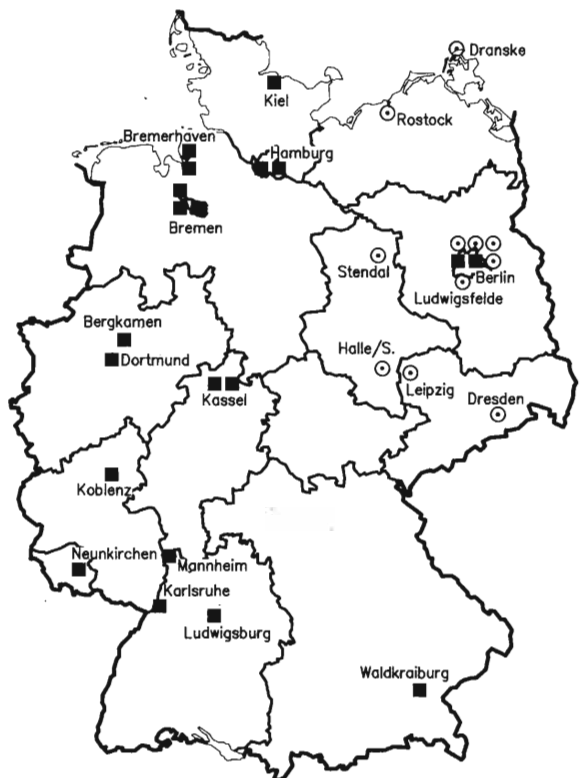 Dranske
Kiel
Rostock
Bremerhaven
Hamburg
Bremen
Stendal
Berlin
Ludwigsfelde
Bergkamen
Dortmund
Halle/S.
Leipzig
Kassel
Dresden
Koblenz
Neunkirchen
Mannheim
Karlsruhe
Ludwigsburg
Waldkraiburg